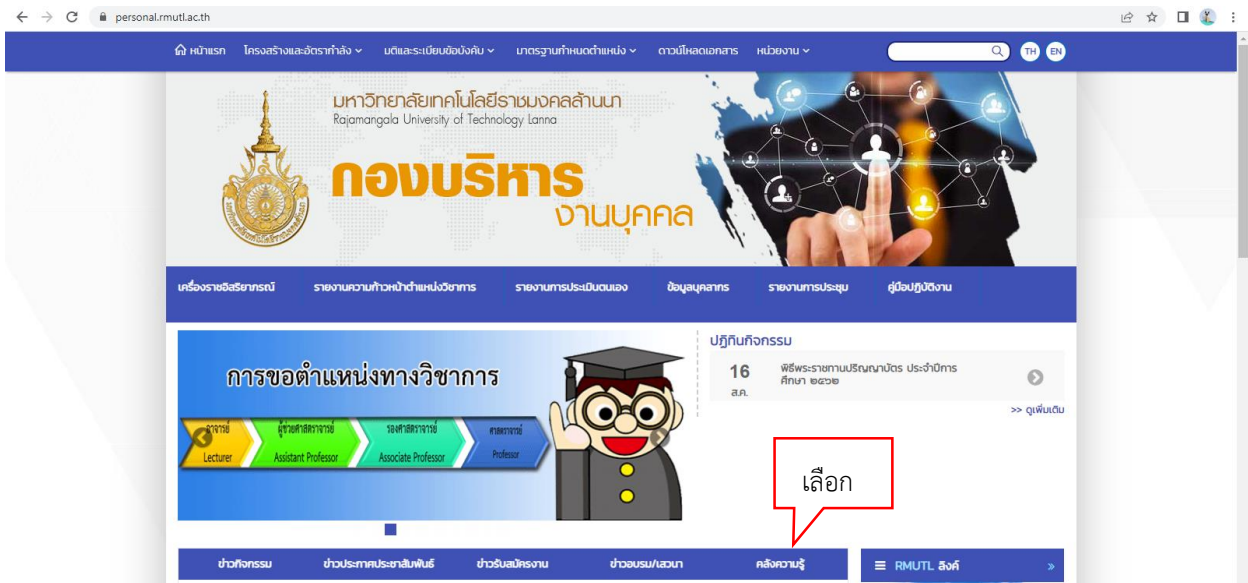 personal.rmutl.ac.th
หน้าแรก โครงสร้างและอัตรากำลัง มติและระเบียบข้อบังคับ มาตรฐานกำหนดตำแหน่ง ดาวน์โหลดเอกสาร หน่วยงาน TH EN
มหาวิทยาลัยเทคโนโลยีราชมงคลล้านนา
Rajamangala University of Technology Lanna
กองบริหาร
งานบุคคล
เครื่องราชอิสริยาภรณ์ รายงานความก้าวหน้าตำแหน่งวิชาการ รายงานการประเมินตนเอง ข้อมูลบุคลากร รายงานการประชุม คู่มือปฏิบัติงาน
ปฏิทินกิจกรรม
16 พิธีพระราชทานปริญญาบัตร ประจำปีการ
ส.ค. ศึกษา ๒๕๖๒
>> ดูเพิ่มเติม
การขอตำแหน่งทางวิชาการ
อาจารย์ ผู้ช่วยศาสตราจารย์ รองศาสตราจารย์ ศาสตราจารย์
Lecturer Assistant Professor Associate Professor Professor
เลือก
ข่าวกิจกรรม ข่าวประกาศประชาสัมพันธ์ ข่าวรับสมัครงาน ข่าวอบรม/เสวนา คลังความรู้ RMUTL ลิงค์ »